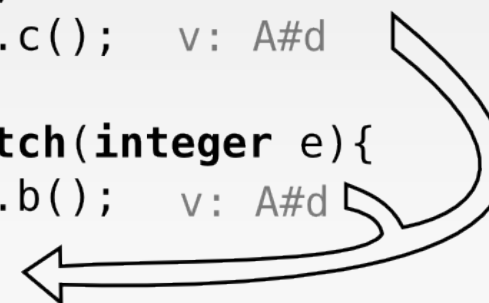 .c(); v: A#d
tch(integer e){
.b(); v: A#d